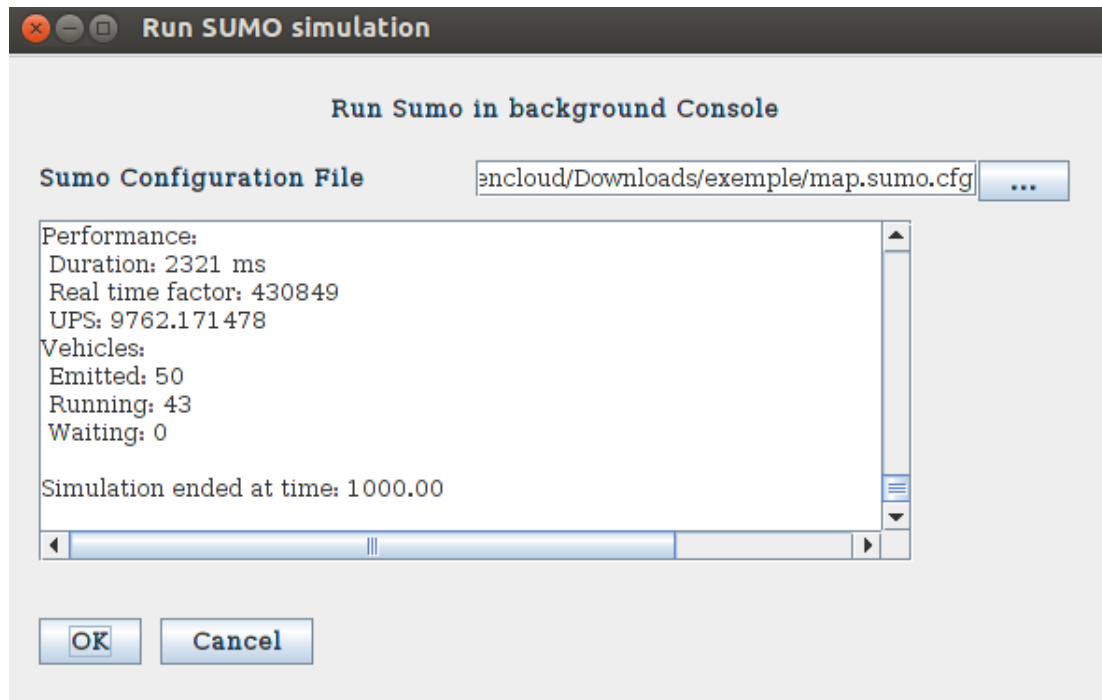 Run SUMO simulation
Run Sumo in background Console
Sumo Configuration File
encloud/Downloads/exemple/map.sumo.cfg ...
Performance:
Duration: 2321 ms
Real time factor: 430849
UPS: 9762.171478
Vehicles:
Emitted: 50
Running: 43
Waiting: 0
Simulation ended at time: 1000.00
OK Cancel